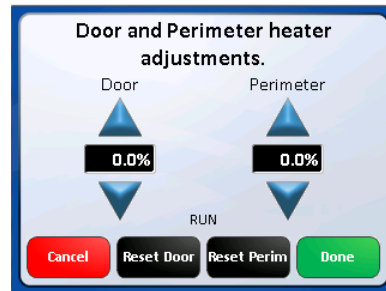 Door and Perimeter heater
adjustments.
Door Perimeter
0.0% 0.0%
RUN
Cancel Reset Door Reset Perim Done